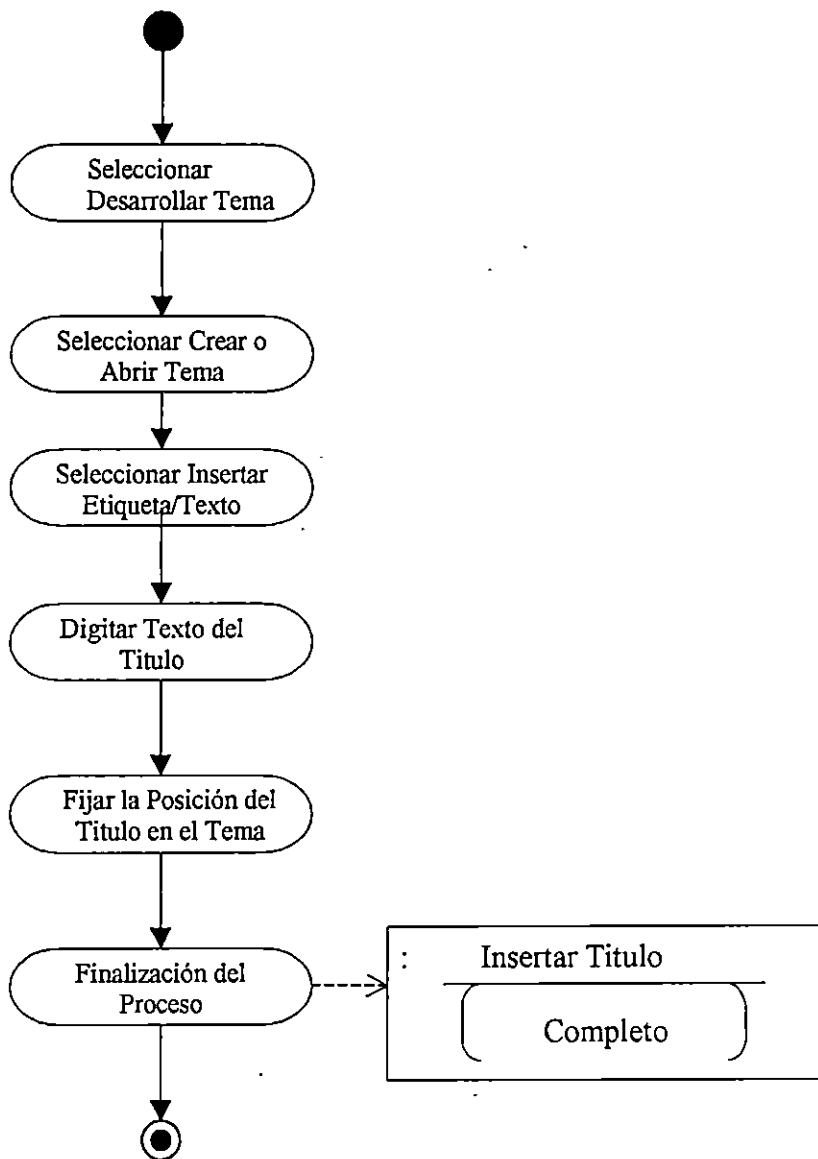 Seleccionar
Desarrollar Tema
Seleccionar Crear o
Abrir Tema
Seleccionar Insertar
Etiqueta/Texto
Digitar Texto del
Titulo
Fijar la Posición del
Titulo en el Tema
Finalización del
Proceso
: Insertar Titulo
Completo